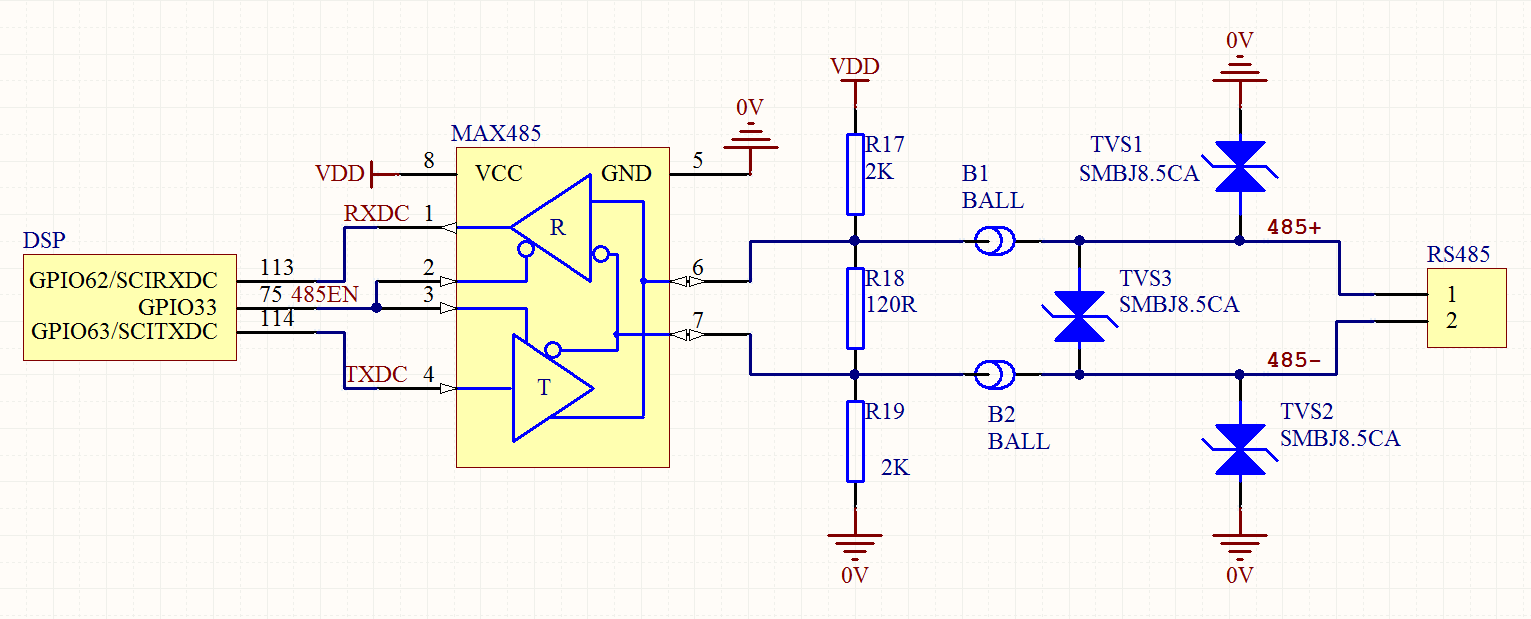 0V
VDD
0V
MAX485
R17
2K
TVS1
SMBJ8.5CA
VDD
8
VCC
GND
5
B1
BALL
RXDC
1
R
485+
DSP
GPIO62/SCIRXDC
113
2
6
R18
120R
TVS3
SMBJ8.5CA
RS485
1
2
GPIO33
75
485EN
3
7
GPIO63/SCITXDC
114
485-
TXDC
4
T
R19
2K
B2
BALL
TVS2
SMBJ8.5CA
0V
0V